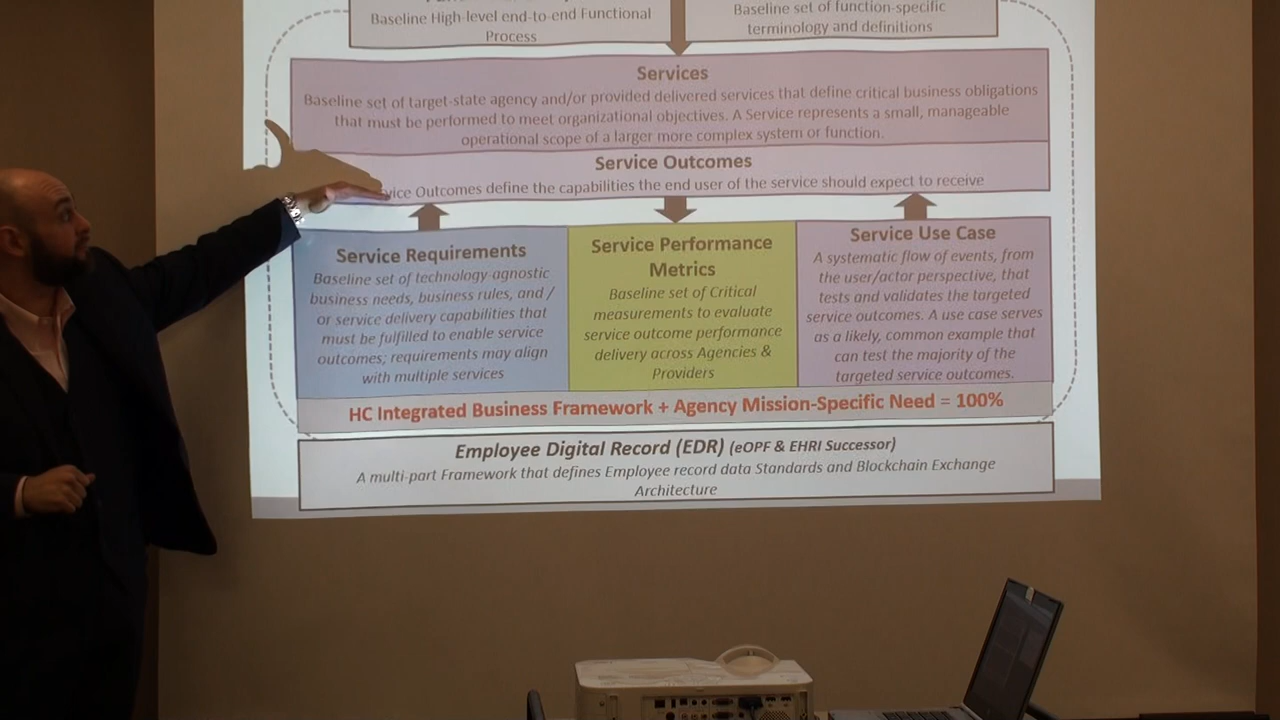 Baseline High-level end-to-end Functional
Process
Baseline set of function-specific
terminology and definitions
Services
Baseline set of target-state agency and/or provided delivered services that define critical business obligations
that must be performed to meet organizational objectives. A Service represents a small, manageable
operational scope of a larger more complex system or function.
Service Outcomes
Outcomes define the capabilities the end user of the service should expect to receive
Service Requirements
Baseline set of technology-agnostic
business needs, business rules, and /
or service delivery capabilities that
must be fulfilled to enable service
outcomes; requirements may align
with multiple services
Service Performance
Metrics
Baseline set of Critical
measurements to evaluate
service outcome performance
delivery across Agencies &
Providers
Service Use Case
A systematic flow of events, from
the user/actor perspective, that
tests and validates the targeted
service outcomes. A use case serves
as a likely, common example that
can test the majority of the
targeted service outcomes.
HC Integrated Business Framework + Agency Mission-Specific Need = 100%
Employee Digital Record (EDR) (eOPF & EHRI Successor)
A multi-part Framework that defines Employee record data Standards and Blockchain Exchange
Architecture